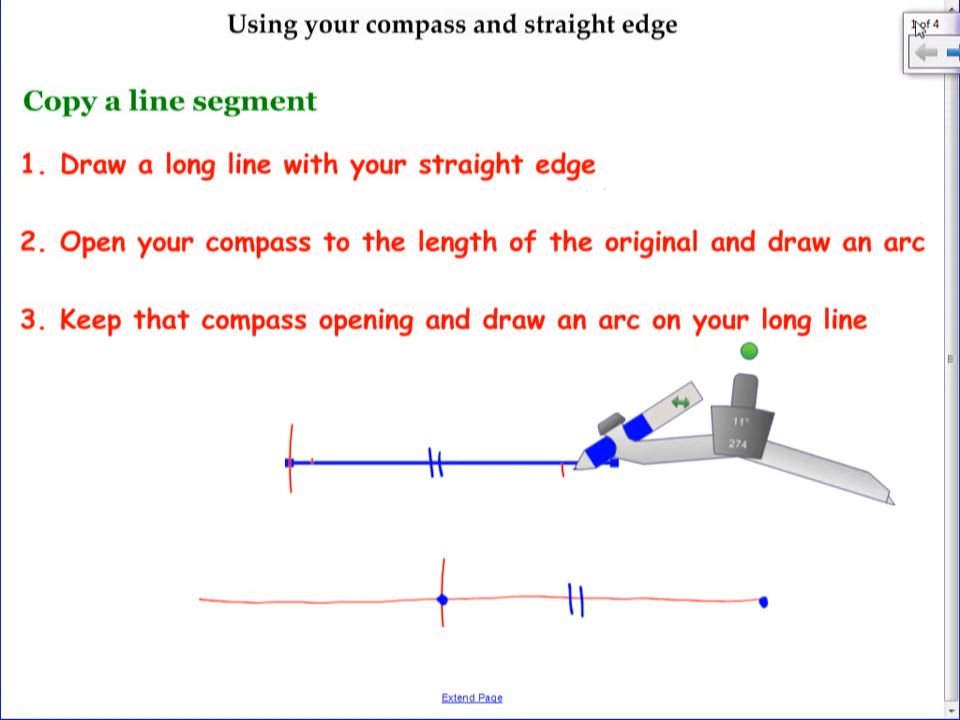 Using your compass and straight edge
1 of 4
Copy a line segment
1. Draw a long line with your straight edge
2. Open your compass to the length of the original and draw an arc
3. Keep that compass opening and draw an arc on your long line
11°
274
Extend Page